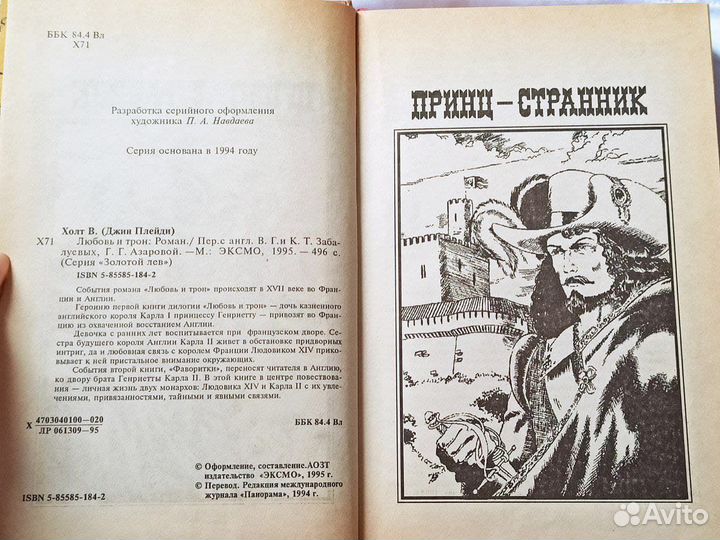 ББК 84.4 Вл
Х71
Разработка серийного оформления
художника П. А. Навдаева
Серия основана в 1994 году
Холт В. (Джин Плейди)
Х71 Любовь и трон: Роман./ Пер.с англ. В. Г.и К. Т. Заба-
луевых, Г. Г. Азаровой. —М.: ЭКСМО, 1995. — 496 с.
(Серия «Золотой лев»)
ISBN 5-85585-184-2
События романа «Любовь и трон» происходят в XVII веке во Фран-
ции и Англии.
Героиню первой книги дилогии «Любовь и трон» — дочь казненного
английского короля Карла I принцессу Генриетту — привозят во Фран-
цию из охваченной восстанием Англии.
Девочка с ранних лет воспитывается при французском дворе. Се-
стра будущего короля Англии Карла II живет в обстановке придворных
интриг, да и любовная связь с королем Франции Людовиком XIV прико-
вывает к ней пристальное внимание окружающих.
События второй книги, «Фаворитки», переносят читателя в Англию,
ко двору брата Генриетты Карла II. В этой книге в центре повествова-
ния — личная жизнь двух монархов: Людовика XIV и Карла II с их увле-
чениями, привязанностями, тайными и явными связями.
Х 4703040100—020
ЛР 061309—95 ББК 84.4 Вл
© Оформление, составление.АОЗТ
издательство «ЭКСМО», 1995 г.
© Перевод. Редакция международного
журнала «Панорама», 1994 г.
ISBN 5-85585-184-2
ПРИНЦ — СТРАННИК
Avito